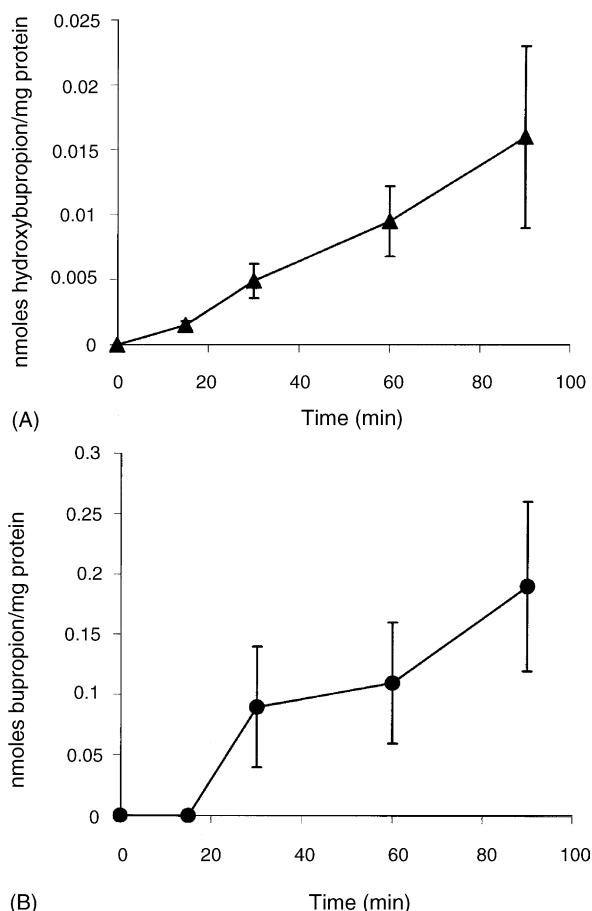 nmoles hydroxybupropion/mg protein
0.025
0.02
0.015
0.01
0.005
0
0 20 40 60 80 100
Time (min)
(A)
nmoles bupropion/mg protein
0.3
0.25
0.2
0.15
0.1
0.05
0
0 20 40 60 80 100
Time (min)
(B)